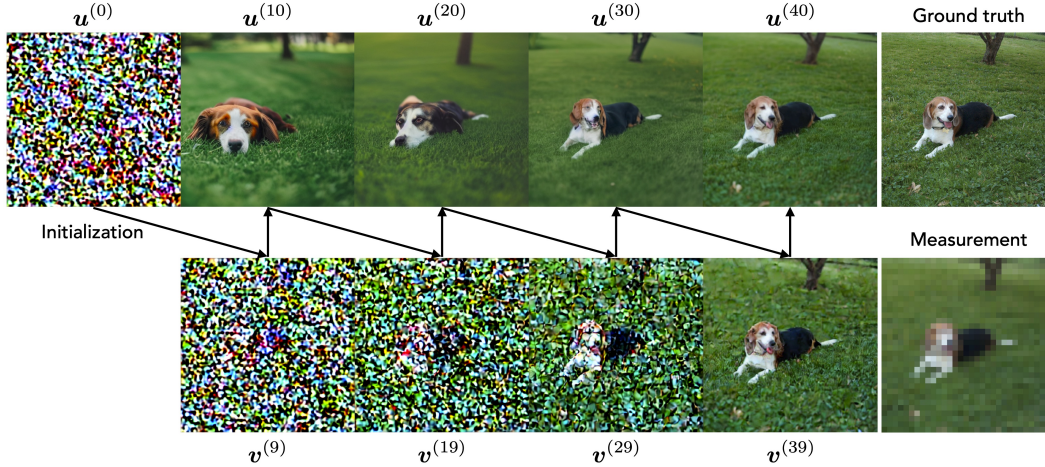 𝒖⁽⁰⁾ 𝒖⁽¹⁰⁾ 𝒖⁽²⁰⁾ 𝒖⁽³⁰⁾ 𝒖⁽⁴⁰⁾ Ground truth
Initialization Measurement
𝒗⁽⁹⁾ 𝒗⁽¹⁹⁾ 𝒗⁽²⁹⁾ 𝒗⁽³⁹⁾